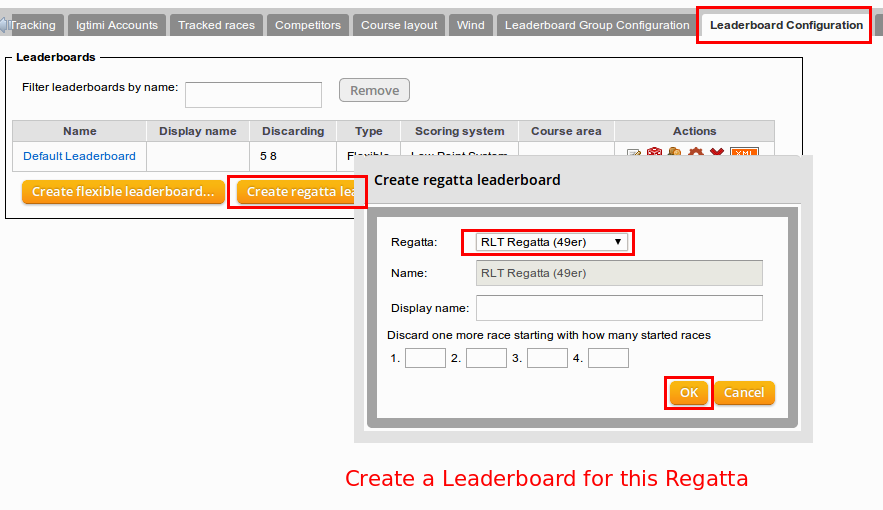 Tracking Igtimi Accounts Tracked races Competitors Course layout Wind Leaderboard Group Configuration Leaderboard Configuration
Leaderboards
Filter leaderboards by name: Remove
Name Display name Discarding Type Scoring system Course area Actions
Default Leaderboard 5 8 Flexible Low Point System XML
Create flexible leaderboard... Create regatta lea
Create regatta leaderboard
Regatta: RLT Regatta (49er)
Name: RLT Regatta (49er)
Display name:
Discard one more race starting with how many started races
1. 2. 3. 4.
OK Cancel
Create a Leaderboard for this Regatta